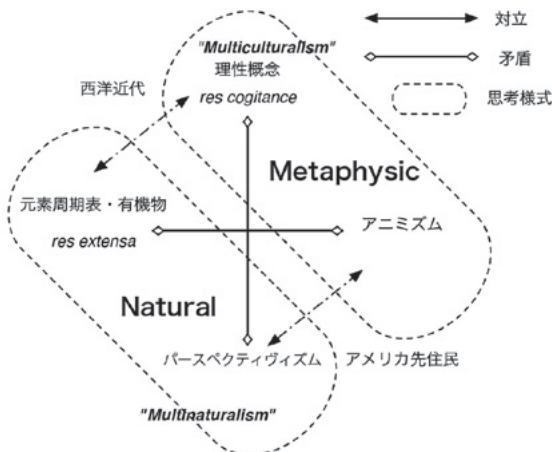 "Multiculturalism"
理性概念
res cogitance
西洋近代
対立
矛盾
思考様式
Metaphysic
元素周期表・有機物
res extensa
アニミズム
Natural
パースペクティヴィズム
アメリカ先住民
"Multinaturalism"